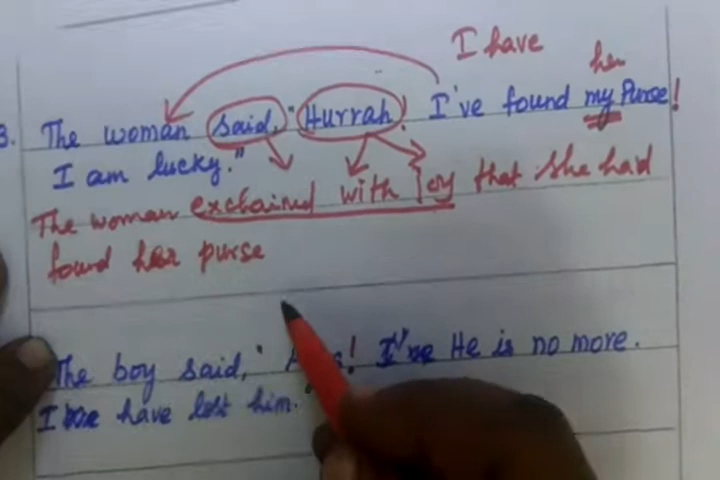 I have
her
3. The woman said, "Hurrah! I've found my Purse!
I am lucky."
The woman exclaimed with Joy that She had
found her purse
The boy said, " ! I've He is no more.
I have lost him."